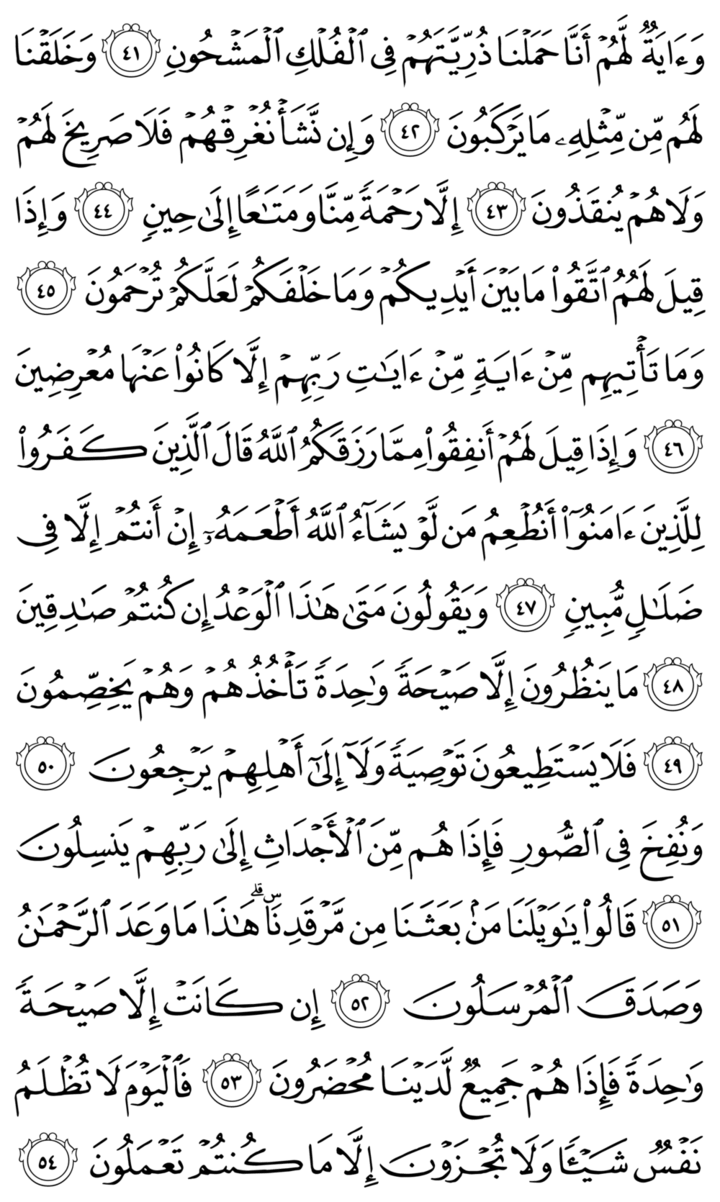 وَءَايَةٌ لَّهُمْ أَنَّا حَمَلْنَا ذُرِّيَّتَهُمْ فِى ٱلْفُلْكِ ٱلْمَشْحُونِ ٤١ وَخَلَقْنَا
لَهُم مِّن مِّثْلِهِۦ مَا يَرْكَبُونَ ٤٢ وَإِن نَّشَأْ نُغْرِقْهُمْ فَلَا صَرِيخَ لَهُمْ
وَلَا هُمْ يُنقَذُونَ ٤٣ إِلَّا رَحْمَةً مِّنَّا وَمَتَٰعًا إِلَىٰ حِينٍ ٤٤ وَإِذَا
قِيلَ لَهُمُ ٱتَّقُوا۟ مَا بَيْنَ أَيْدِيكُمْ وَمَا خَلْفَكُمْ لَعَلَّكُمْ تُرْحَمُونَ ٤٥
وَمَا تَأْتِيهِم مِّنْ ءَايَةٍ مِّنْ ءَايَٰتِ رَبِّهِمْ إِلَّا كَانُوا۟ عَنْهَا مُعْرِضِينَ
٤٦ وَإِذَا قِيلَ لَهُمْ أَنفِقُوا۟ مِمَّا رَزَقَكُمُ ٱللَّهُ قَالَ ٱلَّذِينَ كَفَرُوا۟
لِلَّذِينَ ءَامَنُوٓا۟ أَنُطْعِمُ مَن لَّوْ يَشَآءُ ٱللَّهُ أَطْعَمَهُۥٓ إِنْ أَنتُمْ إِلَّا فِى
ضَلَٰلٍ مُّبِينٍ ٤٧ وَيَقُولُونَ مَتَىٰ هَٰذَا ٱلْوَعْدُ إِن كُنتُمْ صَٰدِقِينَ
٤٨ مَا يَنظُرُونَ إِلَّا صَيْحَةً وَٰحِدَةً تَأْخُذُهُمْ وَهُمْ يَخِصِّمُونَ
٤٩ فَلَا يَسْتَطِيعُونَ تَوْصِيَةً وَلَآ إِلَىٰٓ أَهْلِهِمْ يَرْجِعُونَ ٥٠
وَنُفِخَ فِى ٱلصُّورِ فَإِذَا هُم مِّنَ ٱلْأَجْدَاثِ إِلَىٰ رَبِّهِمْ يَنسِلُونَ
٥١ قَالُوا۟ يَٰوَيْلَنَا مَنۢ بَعَثَنَا مِن مَّرْقَدِنَا ۜ ۗ هَٰذَا مَا وَعَدَ ٱلرَّحْمَٰنُ
وَصَدَقَ ٱلْمُرْسَلُونَ ٥٢ إِن كَانَتْ إِلَّا صَيْحَةً
وَٰحِدَةً فَإِذَا هُمْ جَمِيعٌ لَّدَيْنَا مُحْضَرُونَ ٥٣ فَٱلْيَوْمَ لَا تُظْلَمُ
نَفْسٌ شَيْـًٔا وَلَا تُجْزَوْنَ إِلَّا مَا كُنتُمْ تَعْمَلُونَ ٥٤